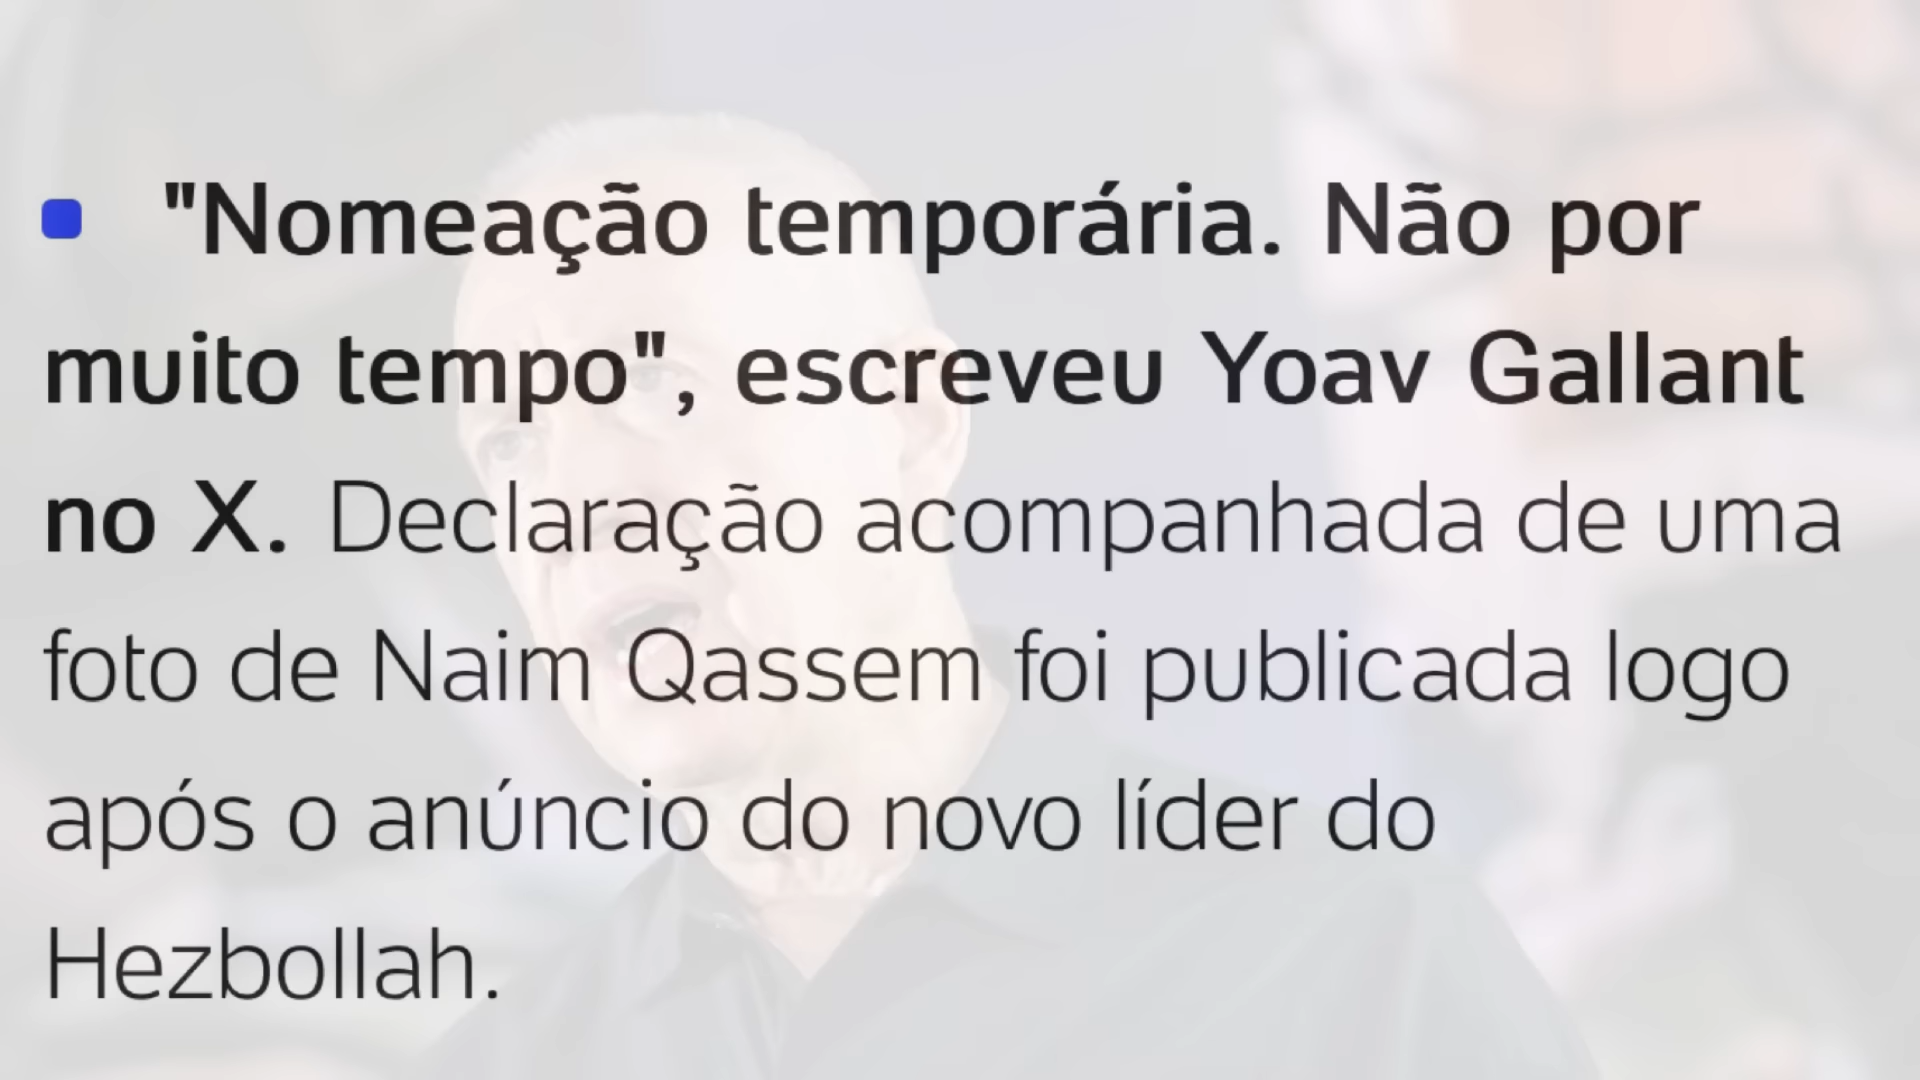 "Nomeação temporária. Não por
muito tempo", escreveu Yoav Gallant
no X. Declaração acompanhada de uma
foto de Naim Qassem foi publicada logo
após o anúncio do novo líder do
Hezbollah.